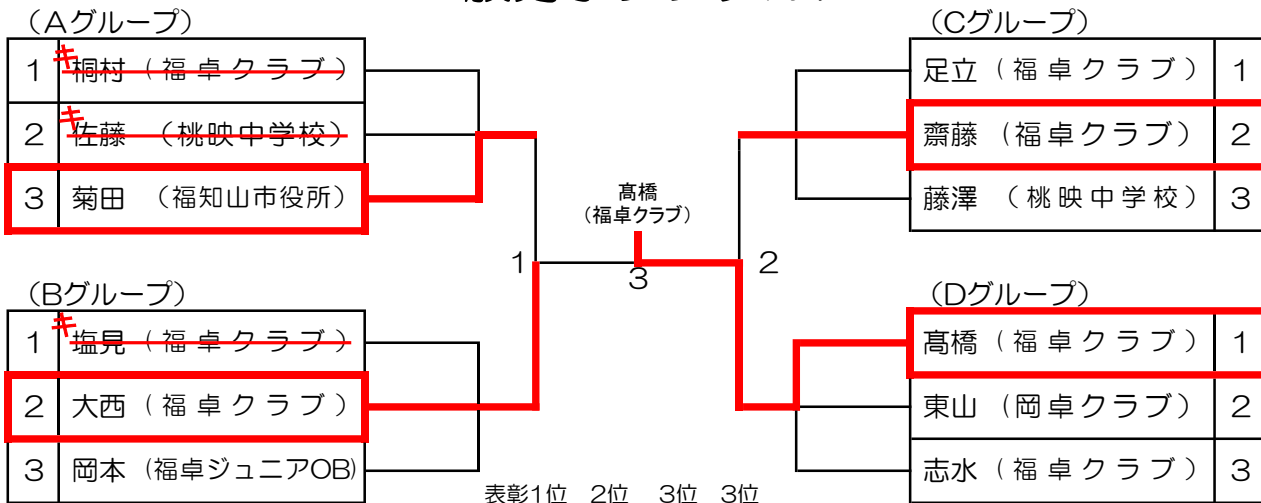 （Aグループ）
1 キ 桐村（福卓クラブ）
2 キ 佐藤　（桃映中学校）
3 菊田　（福知山市役所）
（Bグループ）
1 キ 塩見（福卓クラブ）
2 大西（福卓クラブ）
3 岡本（福卓ジュニアOB）
1
髙橋
（福卓クラブ）
3
2
（Cグループ）
足立（福卓クラブ） 1
齋藤（福卓クラブ） 2
藤澤　（桃映中学校） 3
（Dグループ）
髙橋（福卓クラブ） 1
東山（岡卓クラブ） 2
志水（福卓クラブ） 3
表彰1位　2位　3位　3位